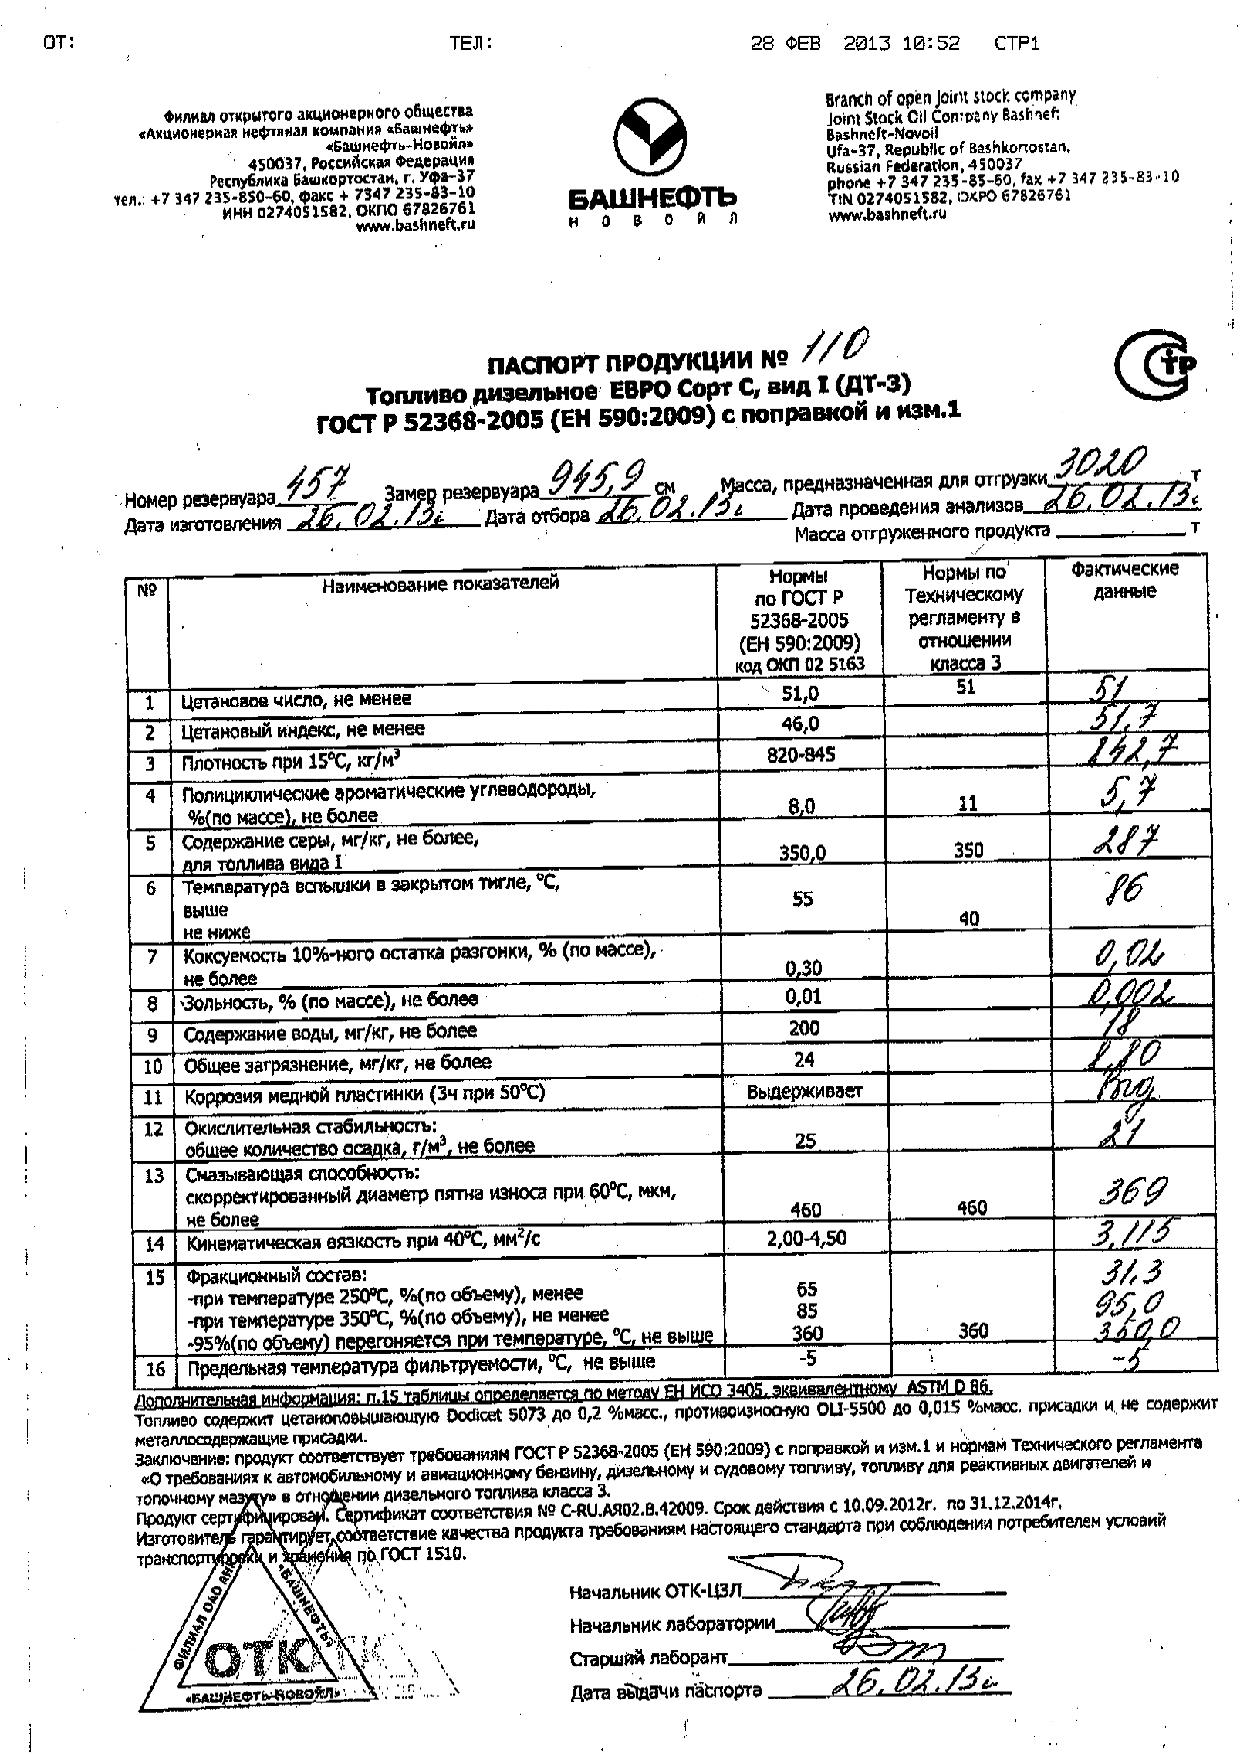 ОТ: ТЕЛ: 28 ФЕВ 2013 10:52 СТР1
Филиал открытого акционерного общества
«Акционерная нефтяная компания «Башнефть»
«Башнефть-Новойл»
450037, Российская Федерация
Республика Башкортостан, г. Уфа-37
тел.: +7 347 235-850-60, факс + 7347 235-83-10
ИНН 0274051582, ОКПО 67826761
www.bashneft.ru
БАШНЕФТЬ
НОВОЙЛ
Branch of open joint stock company
Joint Stock Oil Company Bashneft
Bashneft-Novoil
Ufa-37, Republic of Bashkortostan,
Russian Federation, 450037
phone +7 347 235-85-60, fax +7 347 235-83-10
TIN 0274051582, OKPO 67826761
www.bashneft.ru
ПАСПОРТ ПРОДУКЦИИ № 110
Топливо дизельное ЕВРО Сорт С, вид I (ДТ-3)
ГОСТ Р 52368-2005 (ЕН 590:2009) с поправкой и изм.1
Номер резервуара 457 Замер резервуара 945,9 см Масса, предназначенная для отгрузки 3020 т
Дата изготовления 26.02.13г Дата отбора 26.02.13г Дата проведения анализов 26.02.13г
Масса отгруженного продукта т
№ Наименование показателей Нормы по ГОСТ Р 52368-2005 (ЕН 590:2009) код ОКП 02 5163 Нормы по Техническому регламенту в отношении класса 3 Фактические данные
1 Цетановое число, не менее 51,0 51 51
2 Цетановый индекс, не менее 46,0 51,7
3 Плотность при 15°С, кг/м³ 820-845 842,7
4 Полициклические ароматические углеводороды,
%(по массе), не более 8,0 11 5,7
5 Содержание серы, мг/кг, не более,
для топлива вида I 350,0 350 287
6 Температура вспышки в закрытом тигле, °С,
выше 55 86
не ниже 40
7 Коксуемость 10%-ного остатка разгонки, % (по массе),
не более 0,30 0,02
8 Зольность, % (по массе), не более 0,01 0,002
9 Содержание воды, мг/кг, не более 200 18
10 Общее загрязнение, мг/кг, не более 24 8,80
11 Коррозия медной пластинки (3ч при 50°С) Выдерживает
12 Окислительная стабильность:
общее количество осадка, г/м³, не более 25 21
13 Смазывающая способность:
скорректированный диаметр пятна износа при 60°С, мкм,
не более 460 460 369
14 Кинематическая вязкость при 40°С, мм²/с 2,00-4,50 3,115
15 Фракционный состав:
-при температуре 250°С, %(по объему), менее 65 31,3
-при температуре 350°С, %(по объему), не менее 85 95,0
-95%(по объему) перегоняется при температуре, °С, не выше 360 360 350,0
16 Предельная температура фильтруемости, °С, не выше -5 -5
Дополнительная информация: п.15 таблицы определяется по методу ЕН ИСО 3405, эквивалентному ASTM D 86.
Топливо содержит цетаноповышающую Dodicet 5073 до 0,2 %масс., противоизносную OLI-5500 до 0,015 %масс. присадки и не содержит
металлосодержащие присадки.
Заключение: продукт соответствует требованиям ГОСТ Р 52368-2005 (ЕН 590:2009) с поправкой и изм.1 и нормам Технического регламента
«О требованиях к автомобильному и авиационному бензину, дизельному и судовому топливу, топливу для реактивных двигателей и
топочному мазуту» в отношении дизельного топлива класса 3.
Продукт сертифицирован. Сертификат соответствия № C-RU.АЯ02.В.42009. Срок действия с 10.09.2012г. по 31.12.2014г.
Изготовитель гарантирует соответствие качества продукта требованиям настоящего стандарта при соблюдении потребителем условий
транспортировки и хранения по ГОСТ 1510.
Начальник ОТК-ЦЗЛ
Начальник лаборатории
Старший лаборант
Дата выдачи паспорта 26.02.13г
ФИЛИАЛ ОАО АНК
«БАШНЕФТЬ»
ОТК
«БАШНЕФТЬ-НОВОЙЛ»